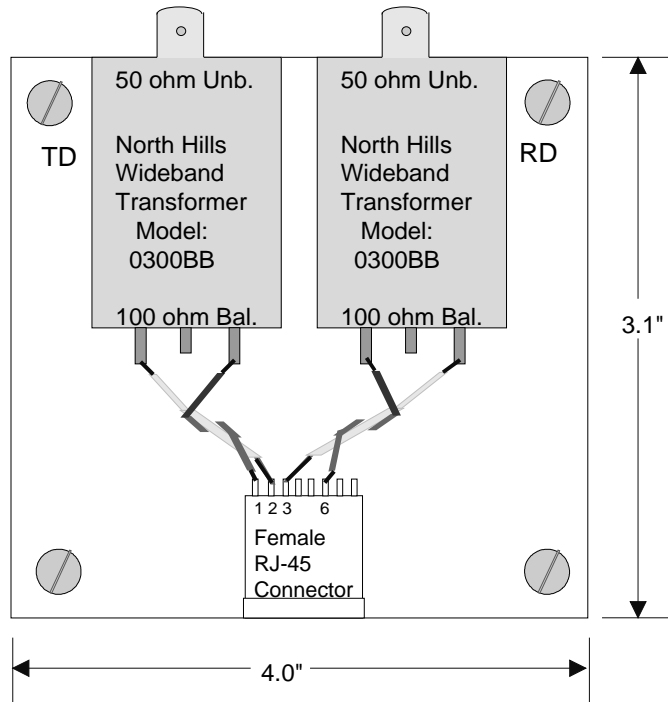 50 ohm Unb.
North Hills
Wideband
Transformer
Model:
0300BB
100 ohm Bal.
50 ohm Unb.
North Hills
Wideband
Transformer
Model:
0300BB
100 ohm Bal.
TD
RD
3.1"
1 2 3 6
Female
RJ-45
Connector
4.0"